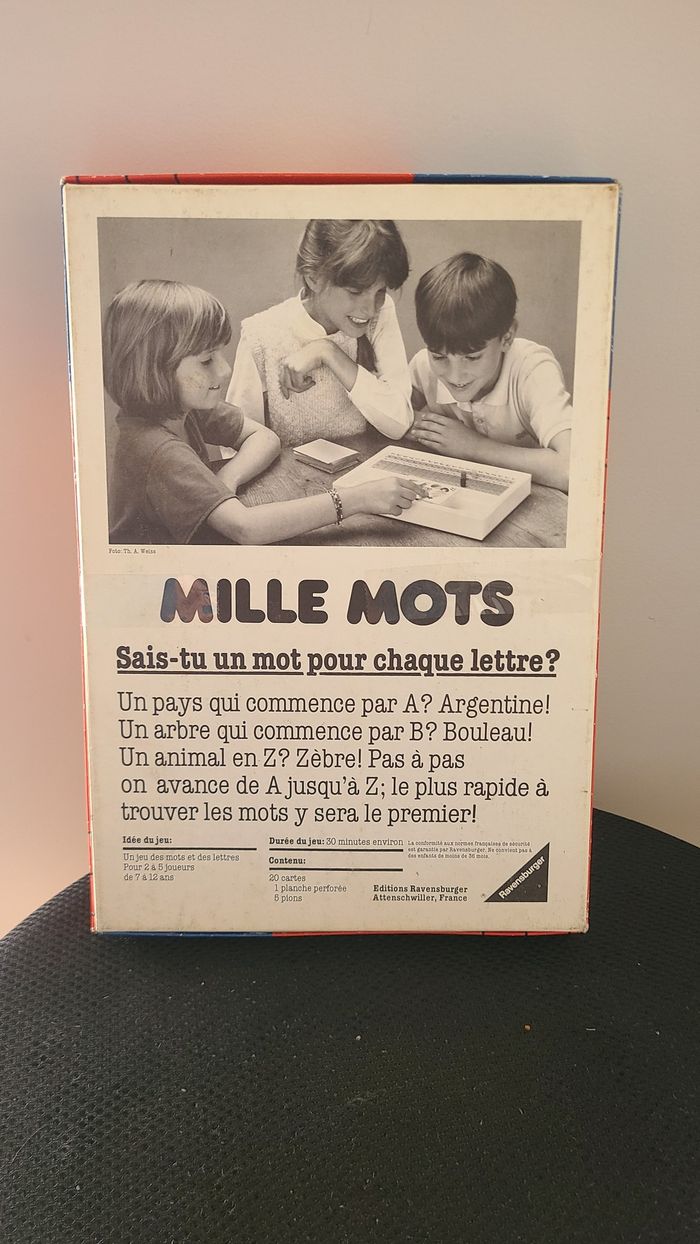 Foto: Th. A. Weiss
MILLE MOTS
Sais-tu un mot pour chaque lettre?
Un pays qui commence par A? Argentine!
Un arbre qui commence par B? Bouleau!
Un animal en Z? Zèbre! Pas à pas
on avance de A jusqu'à Z; le plus rapide à
trouver les mots y sera le premier!
Idée du jeu:
Un jeu des mots et des lettres
Pour 2 à 5 joueurs
de 7 à 12 ans
Durée du jeu: 30 minutes environ
Contenu:
20 cartes
1 planche perforée
5 pions
La conformité aux normes françaises de sécurité
est garantie par Ravensburger. Ne convient pas à
des enfants de moins de 36 mois.
Editions Ravensburger
Attenschwiller, France
Ravensburger